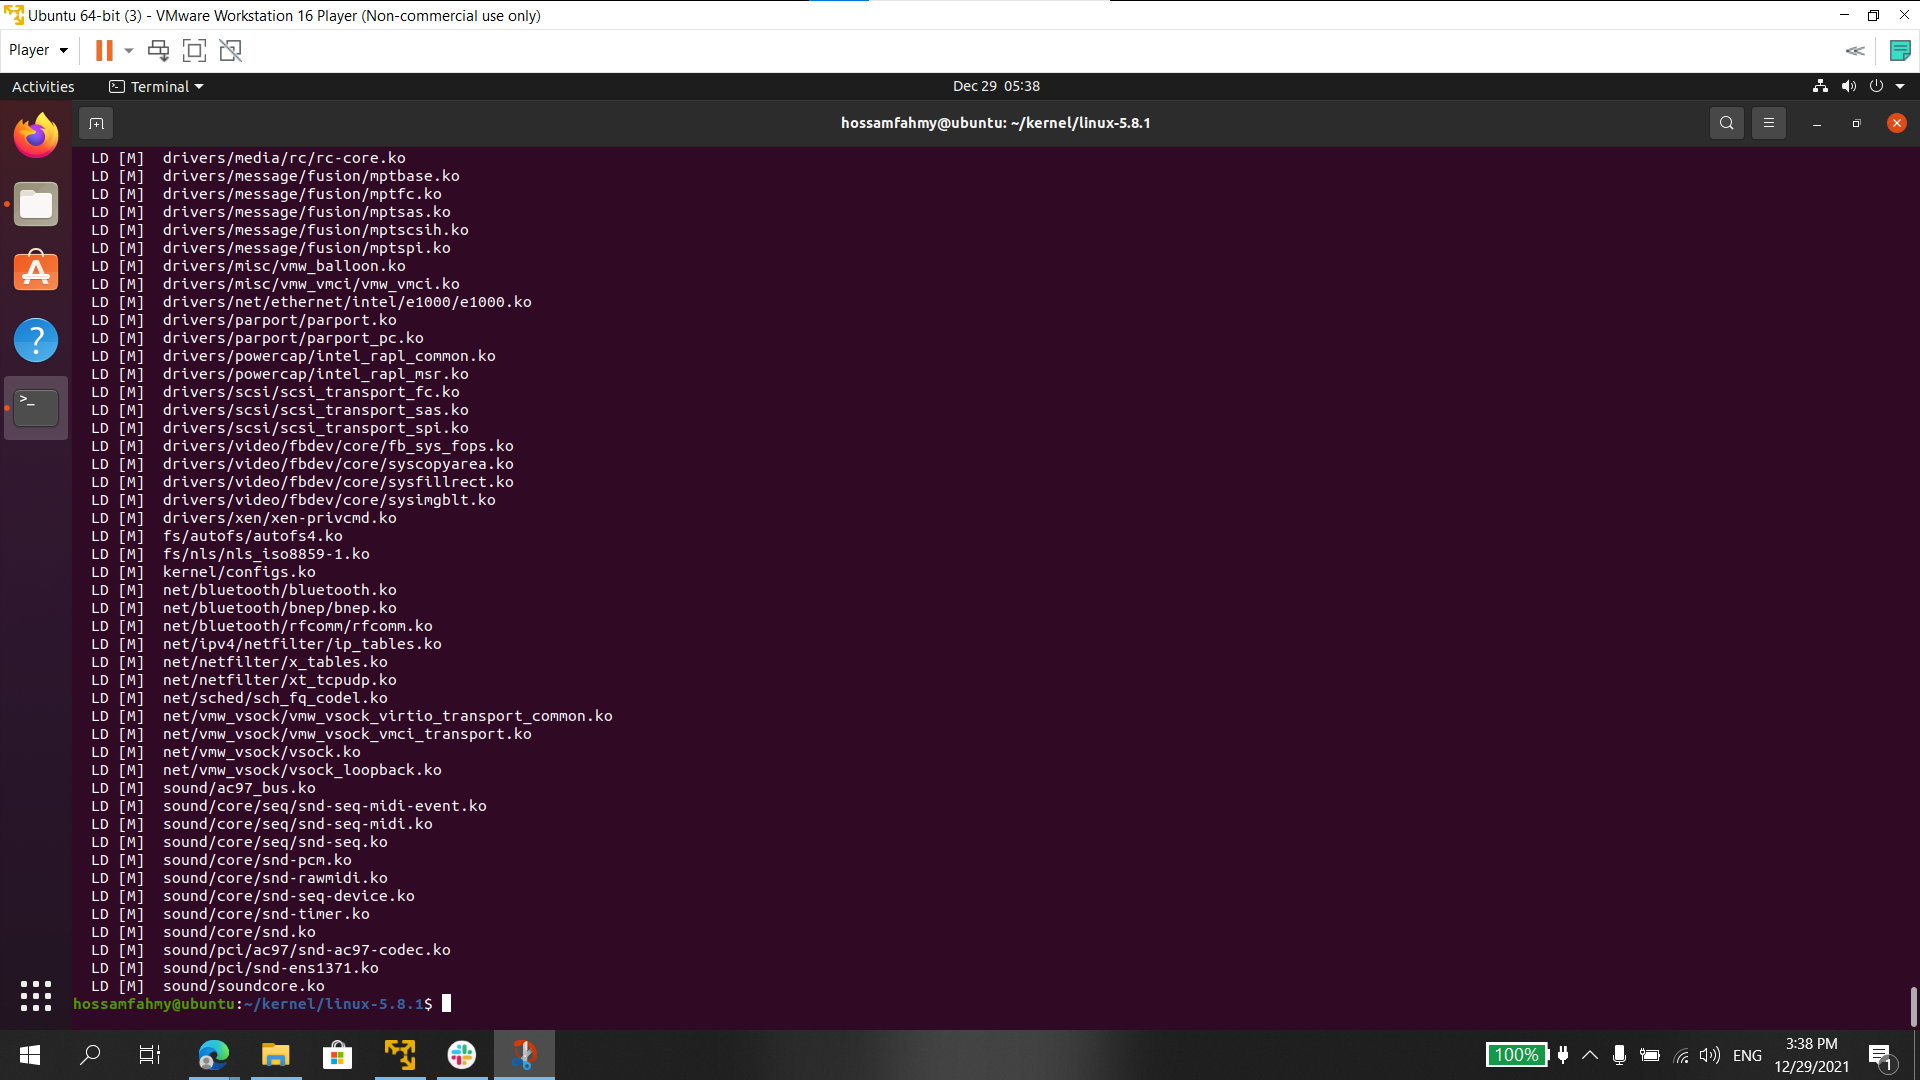 Ubuntu 64-bit (3) - VMware Workstation 16 Player (Non-commercial use only)
Player
Activities
Terminal
Dec 29 05:38
hossamfahmy@ubuntu: ~/kernel/linux-5.8.1
LD [M] drivers/media/rc/rc-core.ko
LD [M] drivers/message/fusion/mptbase.ko
LD [M] drivers/message/fusion/mptfc.ko
LD [M] drivers/message/fusion/mptsas.ko
LD [M] drivers/message/fusion/mptscsih.ko
LD [M] drivers/message/fusion/mptspi.ko
LD [M] drivers/misc/vmw_balloon.ko
LD [M] drivers/misc/vmw_vmci/vmw_vmci.ko
LD [M] drivers/net/ethernet/intel/e1000/e1000.ko
LD [M] drivers/parport/parport.ko
LD [M] drivers/parport/parport_pc.ko
LD [M] drivers/powercap/intel_rapl_common.ko
LD [M] drivers/powercap/intel_rapl_msr.ko
LD [M] drivers/scsi/scsi_transport_fc.ko
LD [M] drivers/scsi/scsi_transport_sas.ko
LD [M] drivers/scsi/scsi_transport_spi.ko
LD [M] drivers/video/fbdev/core/fb_sys_fops.ko
LD [M] drivers/video/fbdev/core/syscopyarea.ko
LD [M] drivers/video/fbdev/core/sysfillrect.ko
LD [M] drivers/video/fbdev/core/sysimgblt.ko
LD [M] drivers/xen/xen-privcmd.ko
LD [M] fs/autofs/autofs4.ko
LD [M] fs/nls/nls_iso8859-1.ko
LD [M] kernel/configs.ko
LD [M] net/bluetooth/bluetooth.ko
LD [M] net/bluetooth/bnep/bnep.ko
LD [M] net/bluetooth/rfcomm/rfcomm.ko
LD [M] net/ipv4/netfilter/ip_tables.ko
LD [M] net/netfilter/x_tables.ko
LD [M] net/netfilter/xt_tcpudp.ko
LD [M] net/sched/sch_fq_codel.ko
LD [M] net/vmw_vsock/vmw_vsock_virtio_transport_common.ko
LD [M] net/vmw_vsock/vmw_vsock_vmci_transport.ko
LD [M] net/vmw_vsock/vsock.ko
LD [M] net/vmw_vsock/vsock_loopback.ko
LD [M] sound/ac97_bus.ko
LD [M] sound/core/seq/snd-seq-midi-event.ko
LD [M] sound/core/seq/snd-seq-midi.ko
LD [M] sound/core/seq/snd-seq.ko
LD [M] sound/core/snd-pcm.ko
LD [M] sound/core/snd-rawmidi.ko
LD [M] sound/core/snd-seq-device.ko
LD [M] sound/core/snd-timer.ko
LD [M] sound/core/snd.ko
LD [M] sound/pci/ac97/snd-ac97-codec.ko
LD [M] sound/pci/snd-ens1371.ko
LD [M] sound/soundcore.ko
hossamfahmy@ubuntu:~/kernel/linux-5.8.1$
100%
ENG
3:38 PM
12/29/2021
1